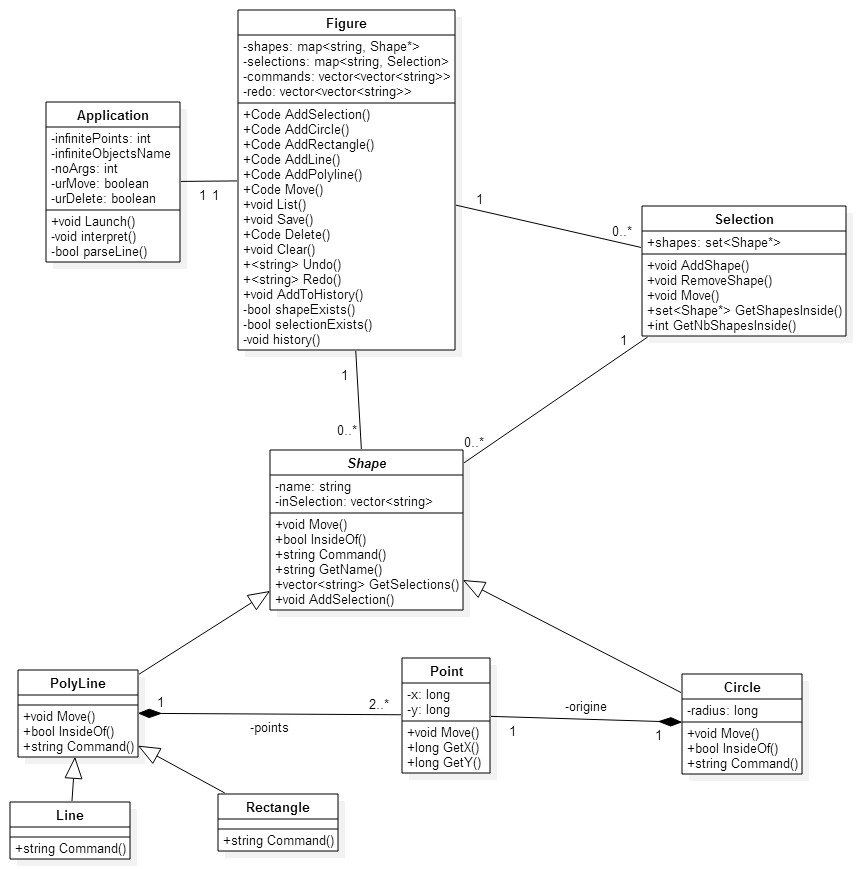 Figure
-shapes: map<string, Shape*>
-selections: map<string, Selection>
-commands: vector<vector<string>>
-redo: vector<vector<string>>
+Code AddSelection()
+Code AddCircle()
+Code AddRectangle()
+Code AddLine()
+Code AddPolyline()
+Code Move()
+void List()
+void Save()
+Code Delete()
+void Clear()
+<string> Undo()
+<string> Redo()
+void AddToHistory()
-bool shapeExists()
-bool selectionExists()
-void history()
Application
-infinitePoints: int
-infiniteObjectsName
-noArgs: int
-urMove: boolean
-urDelete: boolean
+void Launch()
-void interpret()
-bool parseLine()
1 1
1
0..*
Selection
+shapes: set<Shape*>
+void AddShape()
+void RemoveShape()
+void Move()
+set<Shape*> GetShapesInside()
+int GetNbShapesInside()
1
0..*
1
0..*
Shape
-name: string
-inSelection: vector<string>
+void Move()
+bool InsideOf()
+string Command()
+string GetName()
+vector<string> GetSelections()
+void AddSelection()
PolyLine
+void Move()
+bool InsideOf()
+string Command()
1
2..*
-points
Point
-x: long
-y: long
+void Move()
+long GetX()
+long GetY()
-origine
1
1
Circle
-radius: long
+void Move()
+bool InsideOf()
+string Command()
Line
+string Command()
Rectangle
+string Command()